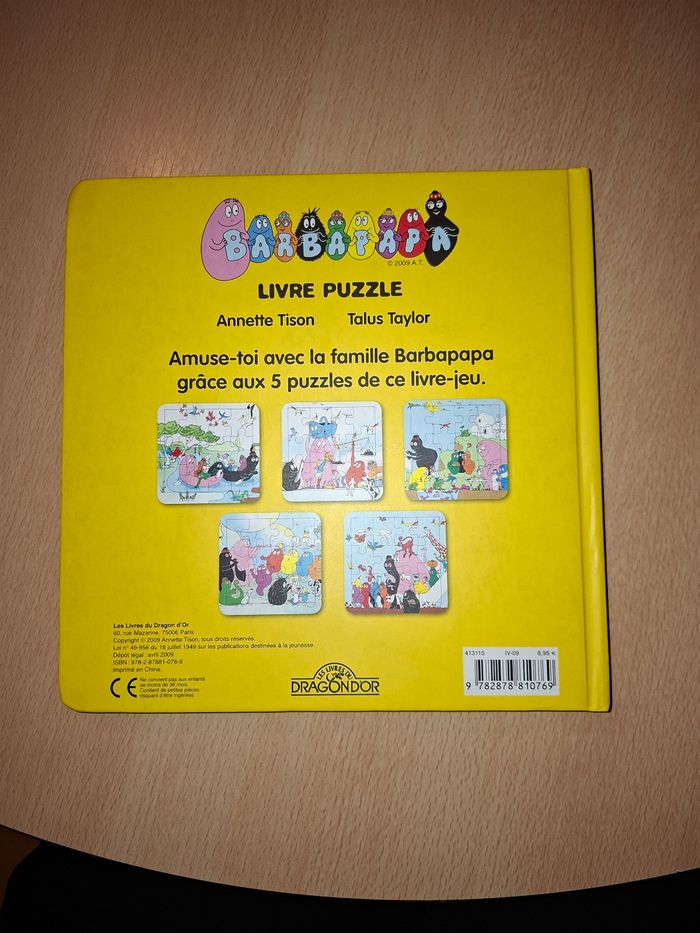 BARBAPAPA
© 2009 A.T.
LIVRE PUZZLE
Annette Tison Talus Taylor
Amuse-toi avec la famille Barbapapa
grâce aux 5 puzzles de ce livre-jeu.
Les Livres du Dragon d'Or
60, rue Mazarine, 75006 Paris
Copyright © 2009 Annette Tison, tous droits réservés.
Loi n° 49-956 du 16 juillet 1949 sur les publications destinées à la jeunesse.
Dépôt légal : avril 2009.
ISBN : 978-2-87881-076-9
Imprimé en Chine.
CE
Ne convient pas aux enfants
de moins de 36 mois.
Contient de petites pièces
risquant d'être ingérées.
LES LIVRES DU
DRAGON D'OR
413115 IV-09 8,95 €
9 782878 810769